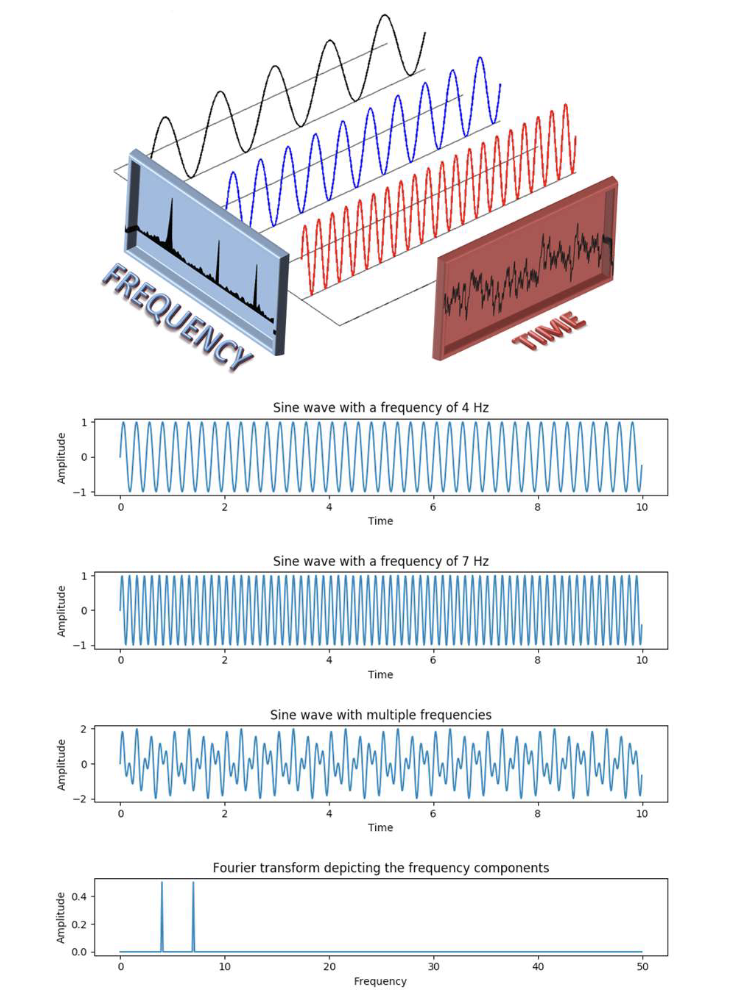 FREQUENCY
TIME
Sine wave with a frequency of 4 Hz
1
0
−1
Amplitude
0 2 4 6 8 10
Time
Sine wave with a frequency of 7 Hz
1
0
−1
Amplitude
0 2 4 6 8 10
Time
Sine wave with multiple frequencies
2
0
−2
Amplitude
0 2 4 6 8 10
Time
Fourier transform depicting the frequency components
0.4
0.2
0.0
Amplitude
0 10 20 30 40 50
Frequency